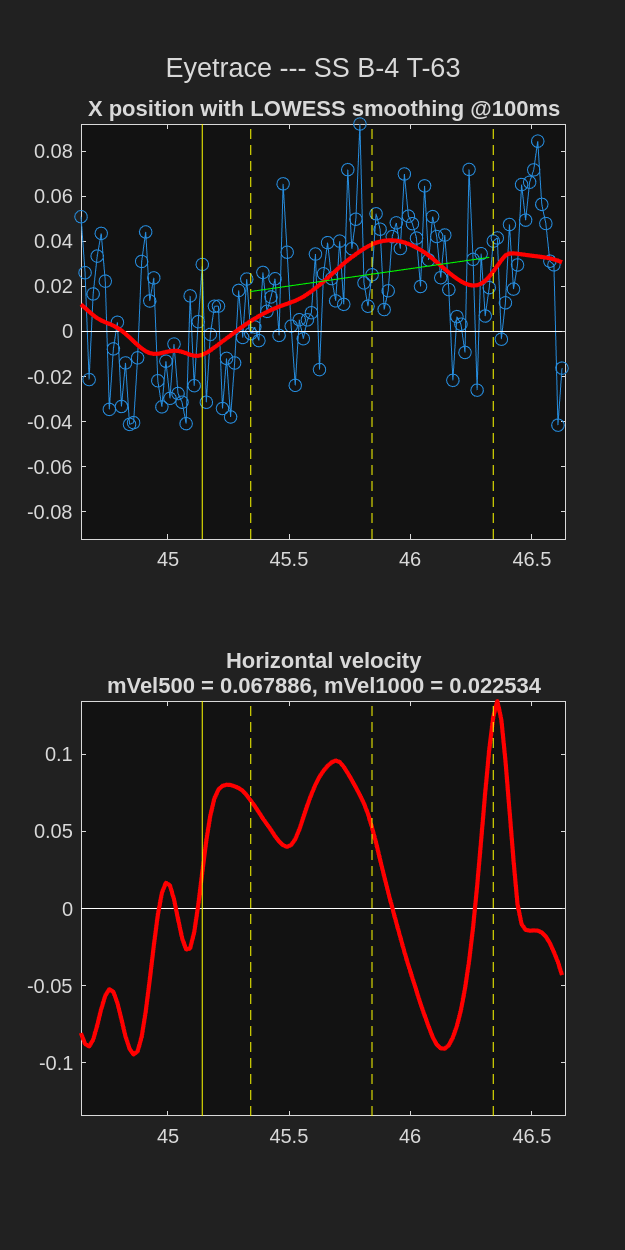 Eyetrace --- SS B-4 T-63
X position with LOWESS smoothing @100ms
0.08
0.06
0.04
0.02
0
-0.02
-0.04
-0.06
-0.08
45 45.5 46 46.5
Horizontal velocity
mVel500 = 0.067886, mVel1000 = 0.022534
0.1
0.05
0
-0.05
-0.1
45 45.5 46 46.5